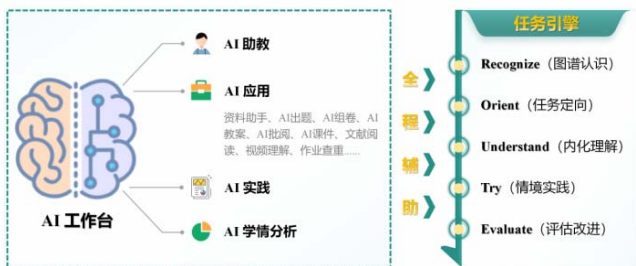 AI 助教
AI 应用
资料助手、AI出题、AI组卷、AI
教案、AI批阅、AI课件、文献阅
读、视频理解、作业查重......
AI 实践
AI 学情分析
AI 工作台
全
程
辅
助
任务引擎
Recognize（图谱认识）
Orient（任务定向）
Understand（内化理解）
Try（情境实践）
Evaluate（评估改进）